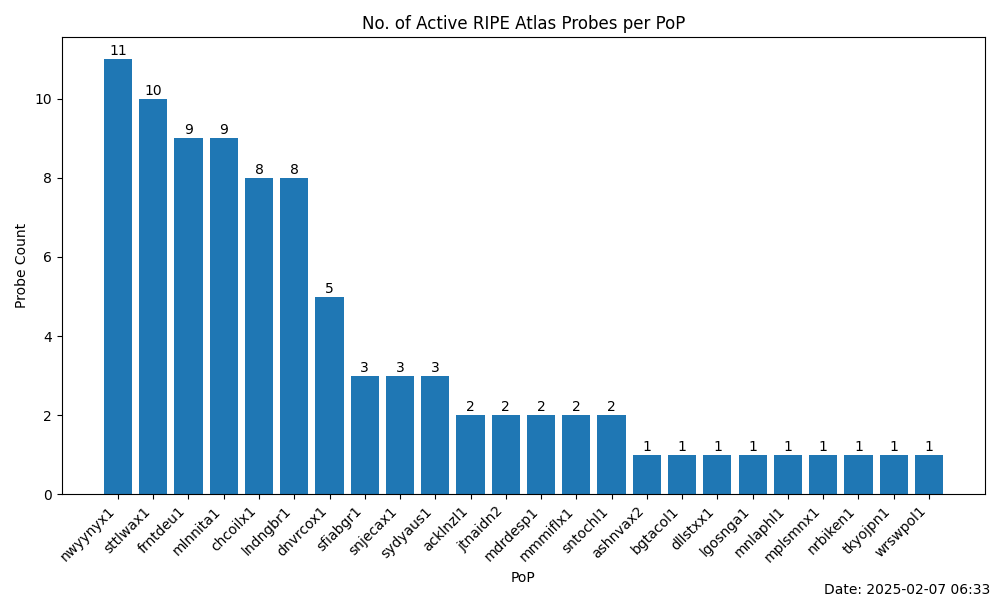 No. of Active RIPE Atlas Probes per PoP
Probe Count
10
8
6
4
2
0
11
10
9
9
8
8
5
3
3
3
2
2
2
2
2
1
1
1
1
1
1
1
1
1
nwyynyx1
sttlwax1
frntdeu1
mlnnita1
chcoilx1
lndngbr1
dnvrcox1
sfiabgr1
snjecax1
sydyaus1
acklnzl1
jtnaidn2
mdrdesp1
mmmiflx1
sntochl1
ashnvax2
bgtacol1
dllstxx1
lgosnga1
mnlaphl1
mplsmnx1
nrbiken1
tkyojpn1
wrswpol1
PoP
Date: 2025-02-07 06:33